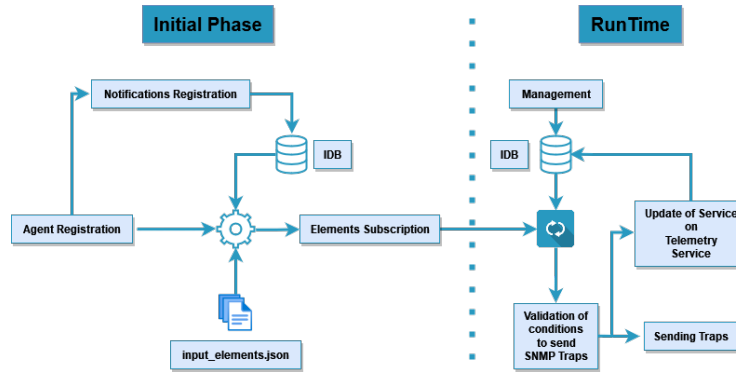 Initial Phase
RunTime
Notifications Registration
Management
IDB
IDB
Agent Registration
Elements Subscription
Update of Service
on
Telemetry
Service
input_elements.json
Validation of
conditions
to send
SNMP Traps
Sending Traps